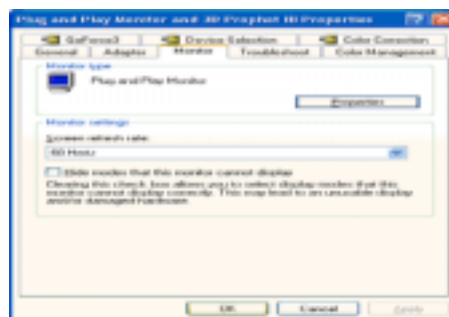 Plug and Play Monitor and 3D Prophet III Properties
GeForce3 Device Selection Color Correction
General Adapter Monitor Troubleshoot Color Management
Monitor type
Plug and Play Monitor
Properties
Monitor settings
Screen refresh rate:
60 Hertz
Hide modes that this monitor cannot display
Clearing this check box allows you to select display modes that this
monitor cannot display correctly. This may lead to an unusable display
and/or damaged hardware.
OK Cancel Apply